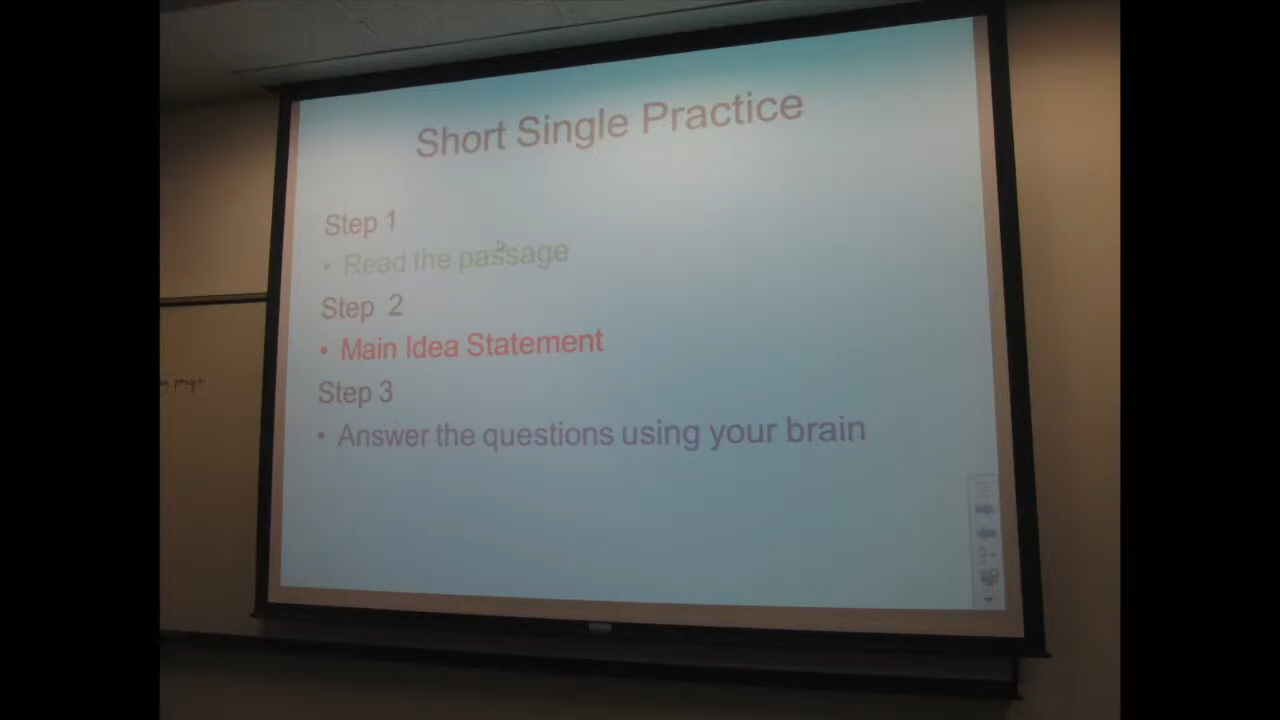 Short Single Practice
Step 1
• Read the passage
Step 2
• Main Idea Statement
Step 3
• Answer the questions using your brain